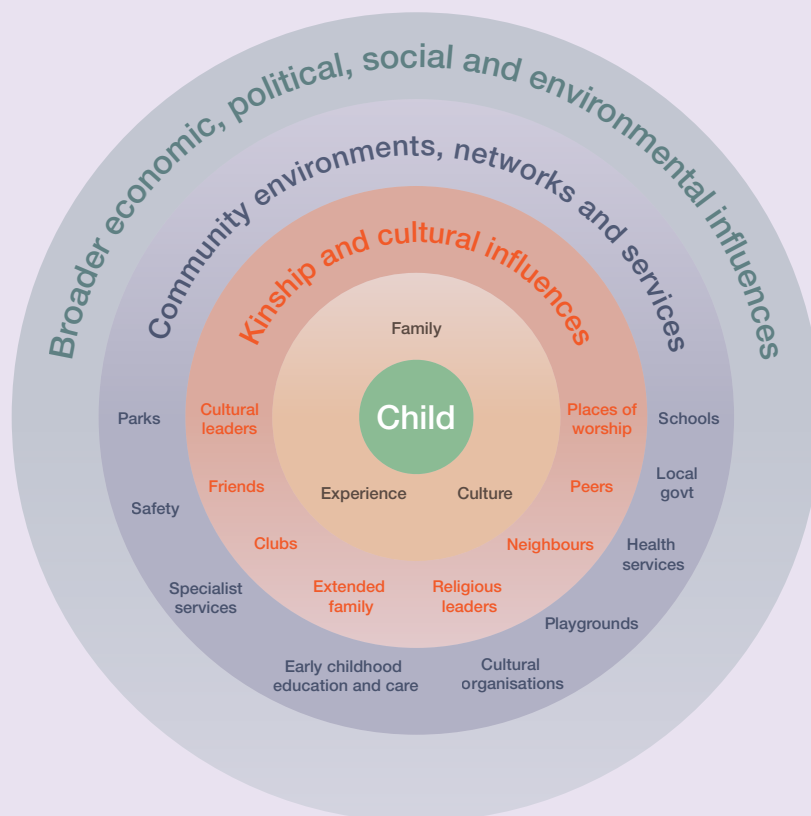 Broader economic, political, social and environmental influences
Community environments, networks and services
Kinship and cultural influences
Family
Child
Experience
Culture
Cultural
leaders
Friends
Clubs
Extended
family
Religious
leaders
Neighbours
Peers
Places of
worship
Parks
Safety
Specialist
services
Early childhood
education and care
Cultural
organisations
Playgrounds
Health
services
Local
govt
Schools